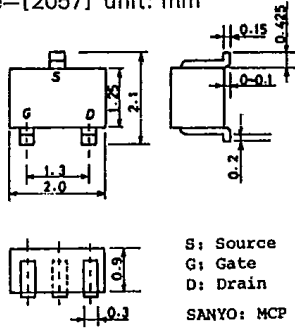 [2057] unit: mm
S
G D
1.25
2.1
1.3
2.0
0.15
0.425
0~0.1
0.2
0.9
0.3
S: Source
G: Gate
D: Drain
SANYO: MCP